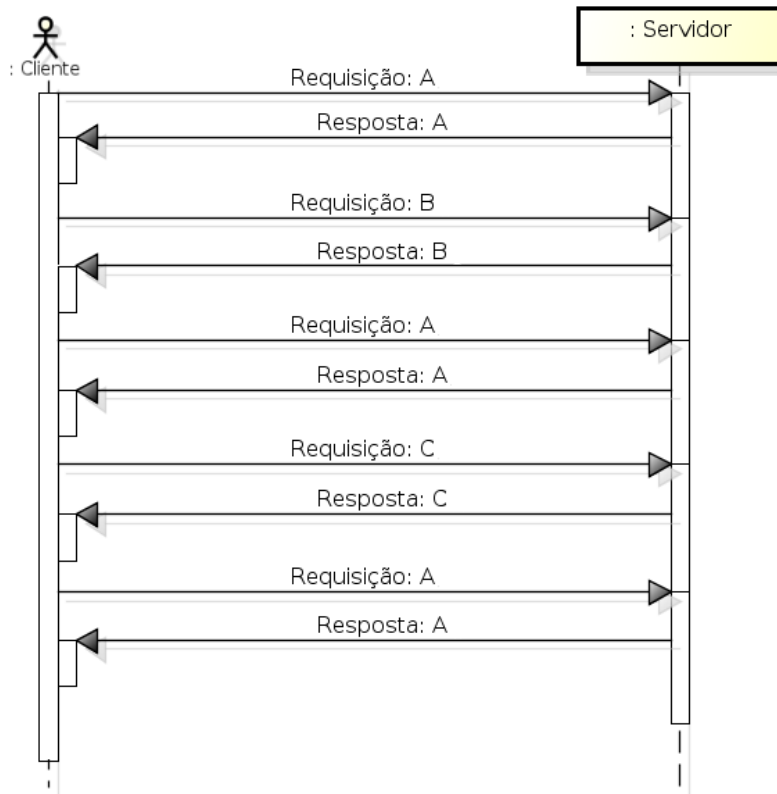 : Servidor
: Cliente
Requisição: A
Resposta: A
Requisição: B
Resposta: B
Requisição: A
Resposta: A
Requisição: C
Resposta: C
Requisição: A
Resposta: A